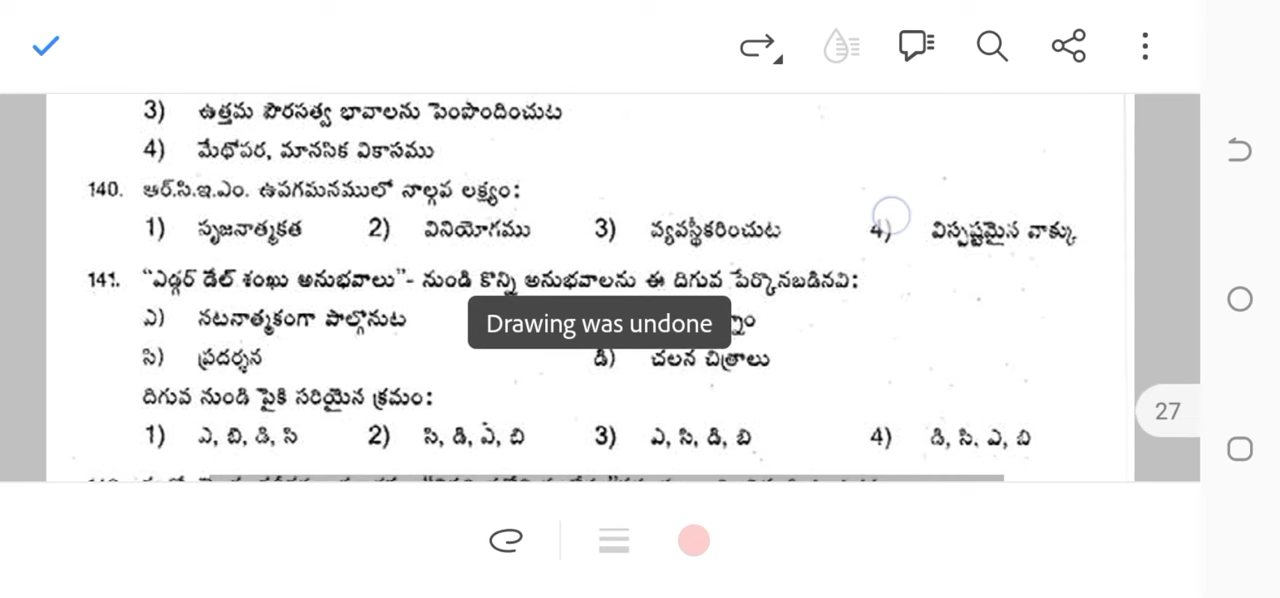 3) ఉత్తమ పౌరసత్వ భావాలను పెంపొందించుట
4) మేథోపర, మానసిక వికాసము
140. ఆర్.సి.ఇ.ఎం. ఉపగమనములో నాల్గవ లక్ష్యం:
1) సృజనాత్మకత 2) వినియోగము 3) వ్యవస్థీకరించుట 4) విస్పష్టమైన వాక్కు
141. "ఎడ్గర్ డేల్ శంఖు అనుభవాలు"- నుండి కొన్ని అనుభవాలను ఈ దిగువ పేర్కొనబడినవి:
ఎ) నటనాత్మకంగా పాల్గొనుట
Drawing was undone
సి) ప్రదర్శన డి) చలన చిత్రాలు
27
దిగువ నుండి పైకి సరియైన క్రమం:
1) ఎ, బి, డి, సి 2) సి, డి, ఎ, బి 3) ఎ, సి, డి, బి 4) డి, సి, ఎ, బి